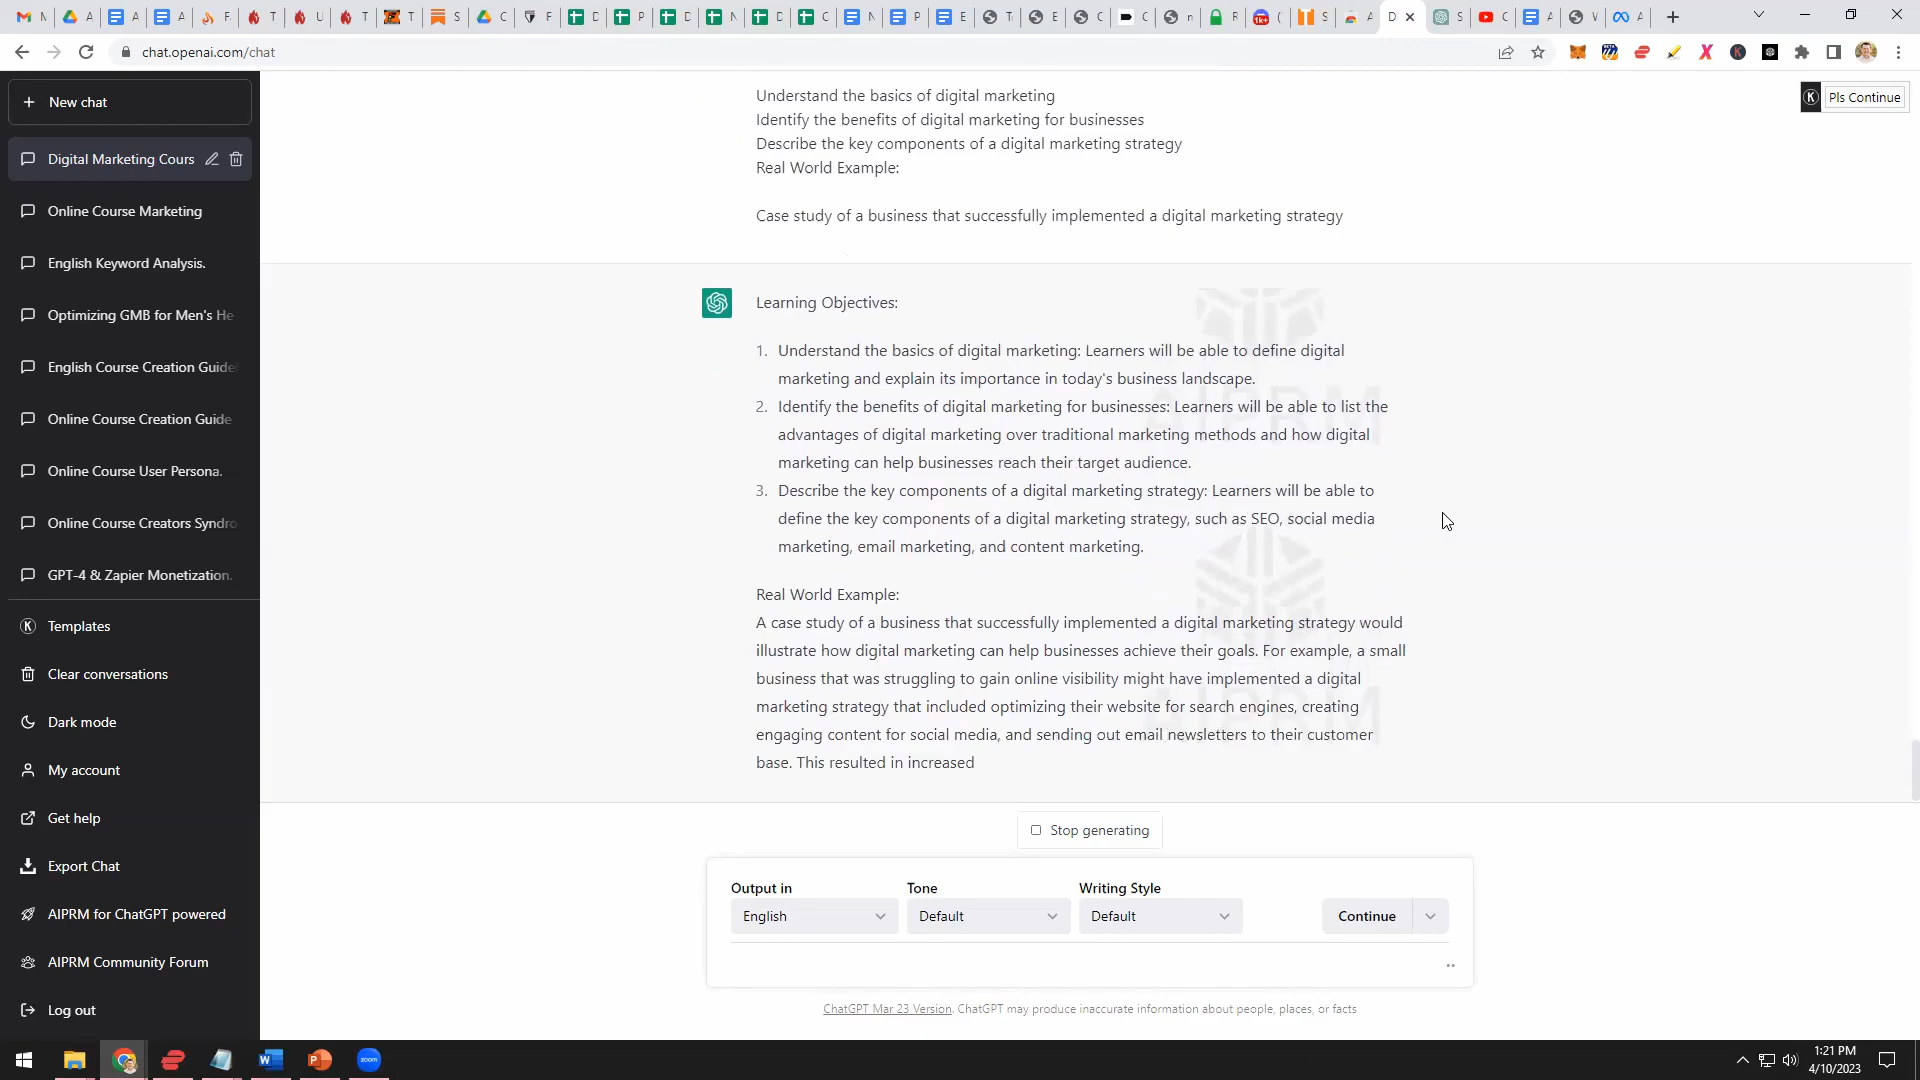 M
A
A
A
F
T
U
T
T
S
C
F
D
P
D
N
D
C
N
P
E
T
E
C
C
n
R
(
S
A
D
S
C
A
V
A
chat.openai.com/chat
New chat
Digital Marketing Cours
Online Course Marketing
English Keyword Analysis.
Optimizing GMB for Men's He
English Course Creation Guide
Online Course Creation Guide
Online Course User Persona.
Online Course Creators Syndro
GPT-4 & Zapier Monetization.
Templates
Clear conversations
Dark mode
My account
Get help
Export Chat
AIPRM for ChatGPT powered
AIPRM Community Forum
Log out
Pls Continue
Understand the basics of digital marketing
Identify the benefits of digital marketing for businesses
Describe the key components of a digital marketing strategy
Real World Example:
Case study of a business that successfully implemented a digital marketing strategy
Learning Objectives:
1. Understand the basics of digital marketing: Learners will be able to define digital
marketing and explain its importance in today's business landscape.
2. Identify the benefits of digital marketing for businesses: Learners will be able to list the
advantages of digital marketing over traditional marketing methods and how digital
marketing can help businesses reach their target audience.
3. Describe the key components of a digital marketing strategy: Learners will be able to
define the key components of a digital marketing strategy, such as SEO, social media
marketing, email marketing, and content marketing.
Real World Example:
A case study of a business that successfully implemented a digital marketing strategy would
illustrate how digital marketing can help businesses achieve their goals. For example, a small
business that was struggling to gain online visibility might have implemented a digital
marketing strategy that included optimizing their website for search engines, creating
engaging content for social media, and sending out email newsletters to their customer
base. This resulted in increased
AIPRM
AIPRM
Stop generating
Output in
Tone
Writing Style
English
Default
Default
Continue
ChatGPT Mar 23 Version. ChatGPT may produce inaccurate information about people, places, or facts
zoom
1:21 PM
4/10/2023